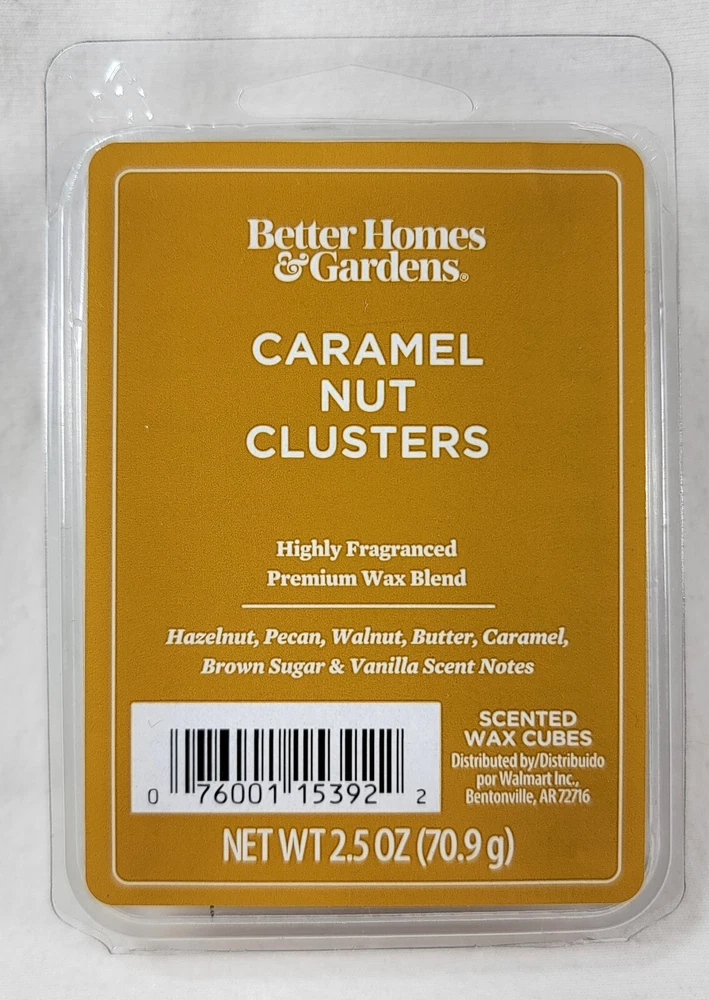 Better Homes
&Gardens®
CARAMEL
NUT
CLUSTERS
Highly Fragranced
Premium Wax Blend
Hazelnut, Pecan, Walnut, Butter, Caramel,
Brown Sugar & Vanilla Scent Notes
0 76001 15392 2
SCENTED
WAX CUBES
Distributed by/Distribuido
por Walmart Inc.,
Bentonville, AR 72716
NET WT 2.5 OZ (70.9 g)